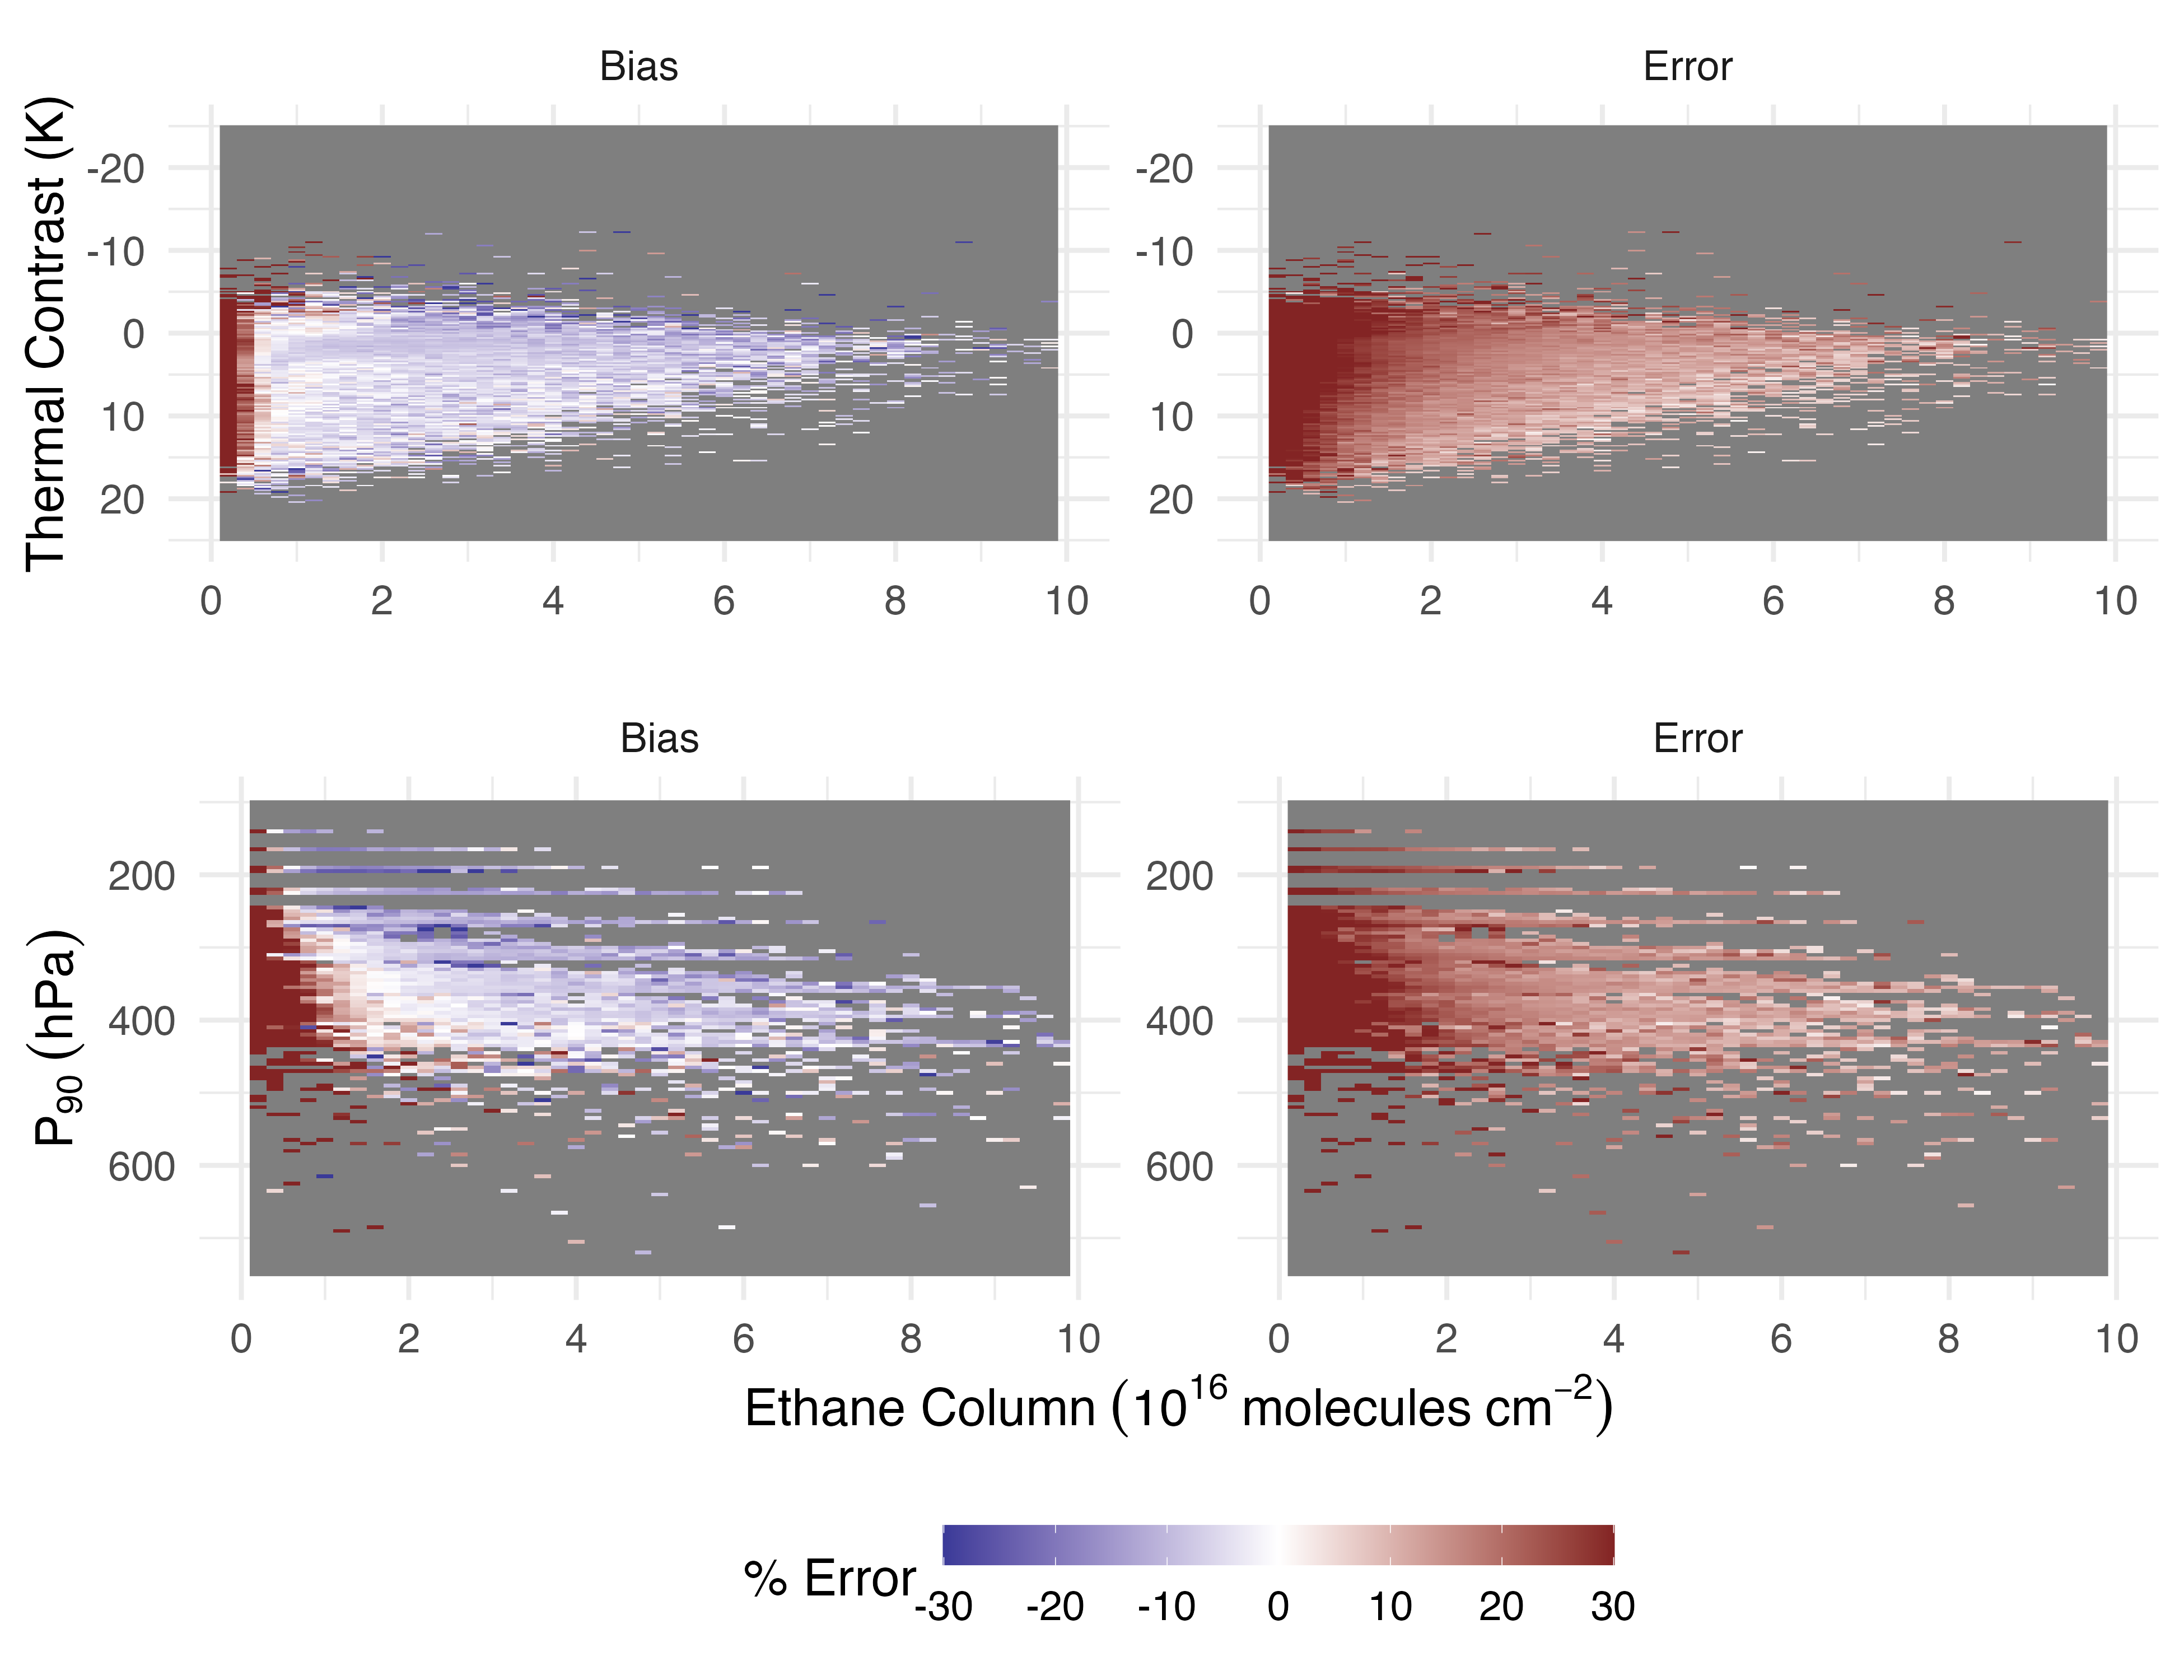 Bias Error
Thermal Contrast (K)
-20 -20
-10 -10
0 0
10 10
20 20
0 2 4 6 8 10 0 2 4 6 8 10
Bias Error
P90 (hPa)
200 200
400 400
600 600
0 2 4 6 8 10 0 2 4 6 8 10
Ethane Column (10^16 molecules cm^−2)
% Error
-30 -20 -10 0 10 20 30